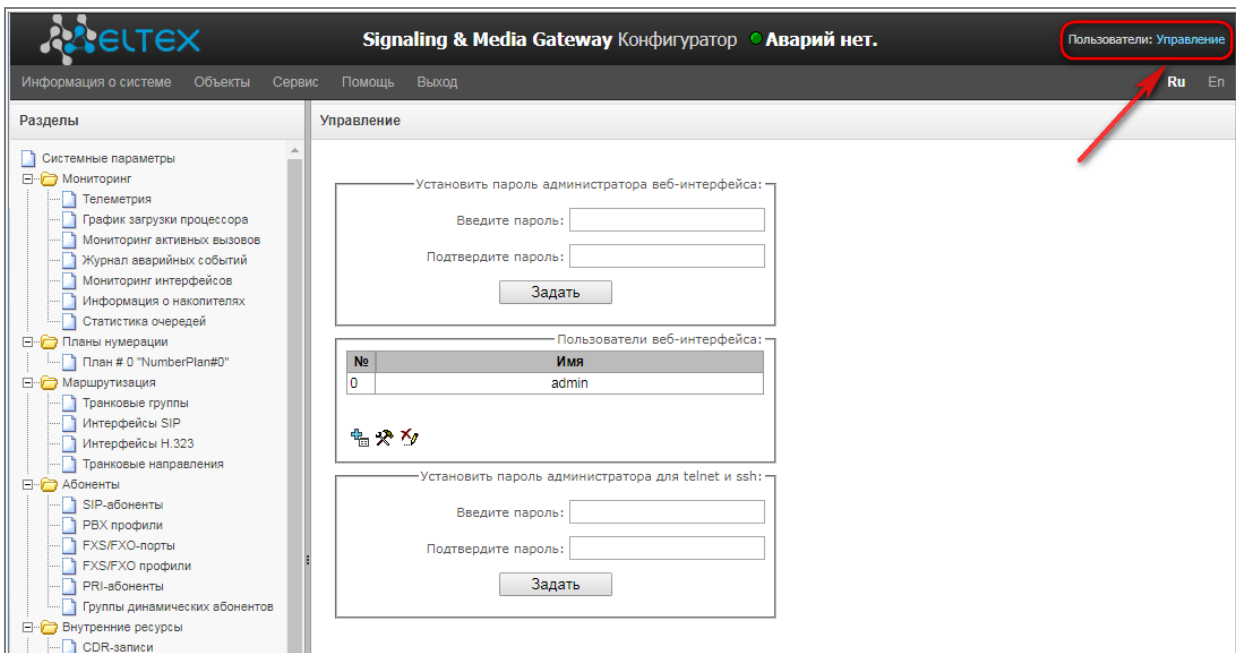 ELTEX
Signaling & Media Gateway Конфигуратор Аварий нет.
Пользователи: Управление
Информация о системе Объекты Сервис Помощь Выход
Ru En
Разделы
Системные параметры
Мониторинг
Телеметрия
График загрузки процессора
Мониторинг активных вызовов
Журнал аварийных событий
Мониторинг интерфейсов
Информация о накопителях
Статистика очередей
Планы нумерации
План # 0 "NumberPlan#0"
Маршрутизация
Транковые группы
Интерфейсы SIP
Интерфейсы H.323
Транковые направления
Абоненты
SIP-абоненты
PBX профили
FXS/FXO-порты
FXS/FXO профили
PRI-абоненты
Группы динамических абонентов
Внутренние ресурсы
CDR-записи
Управление
Установить пароль администратора веб-интерфейса:
Введите пароль:
Подтвердите пароль:
Задать
Пользователи веб-интерфейса:
№ Имя
0 admin
Установить пароль администратора для telnet и ssh:
Введите пароль:
Подтвердите пароль:
Задать